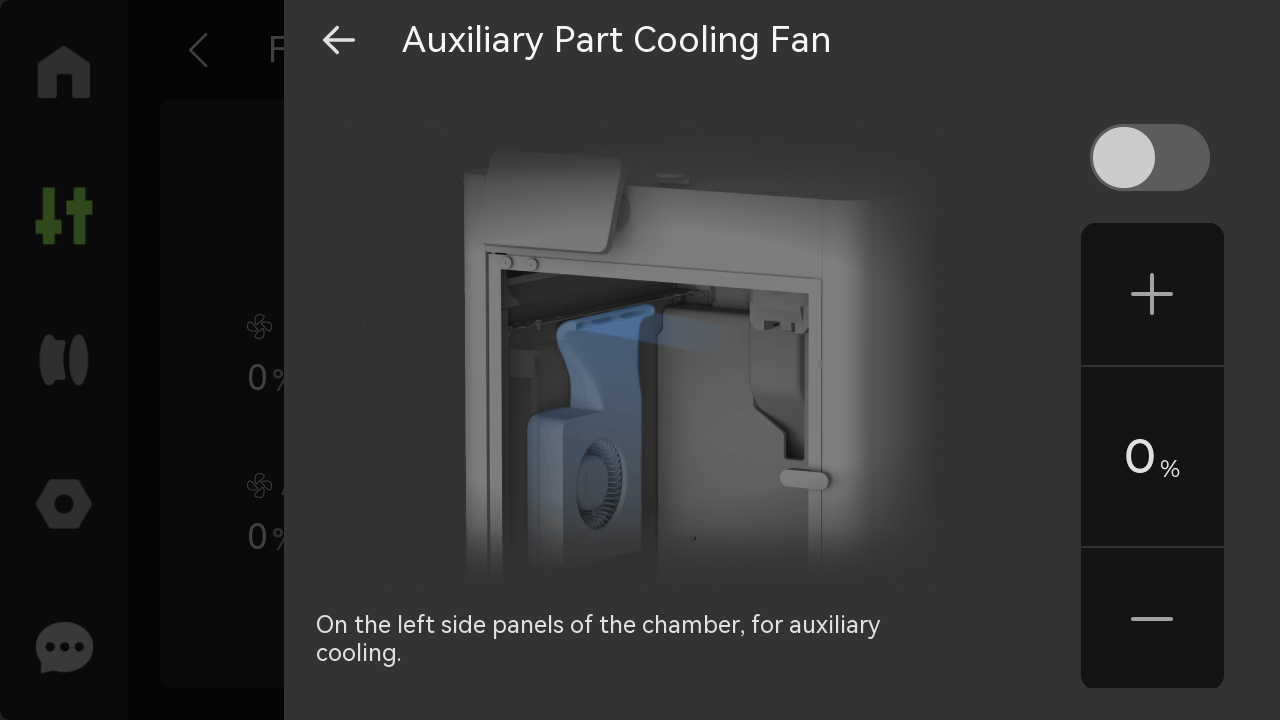 Auxiliary Part Cooling Fan
F
0%
0%
0%
On the left side panels of the chamber, for auxiliary
cooling.